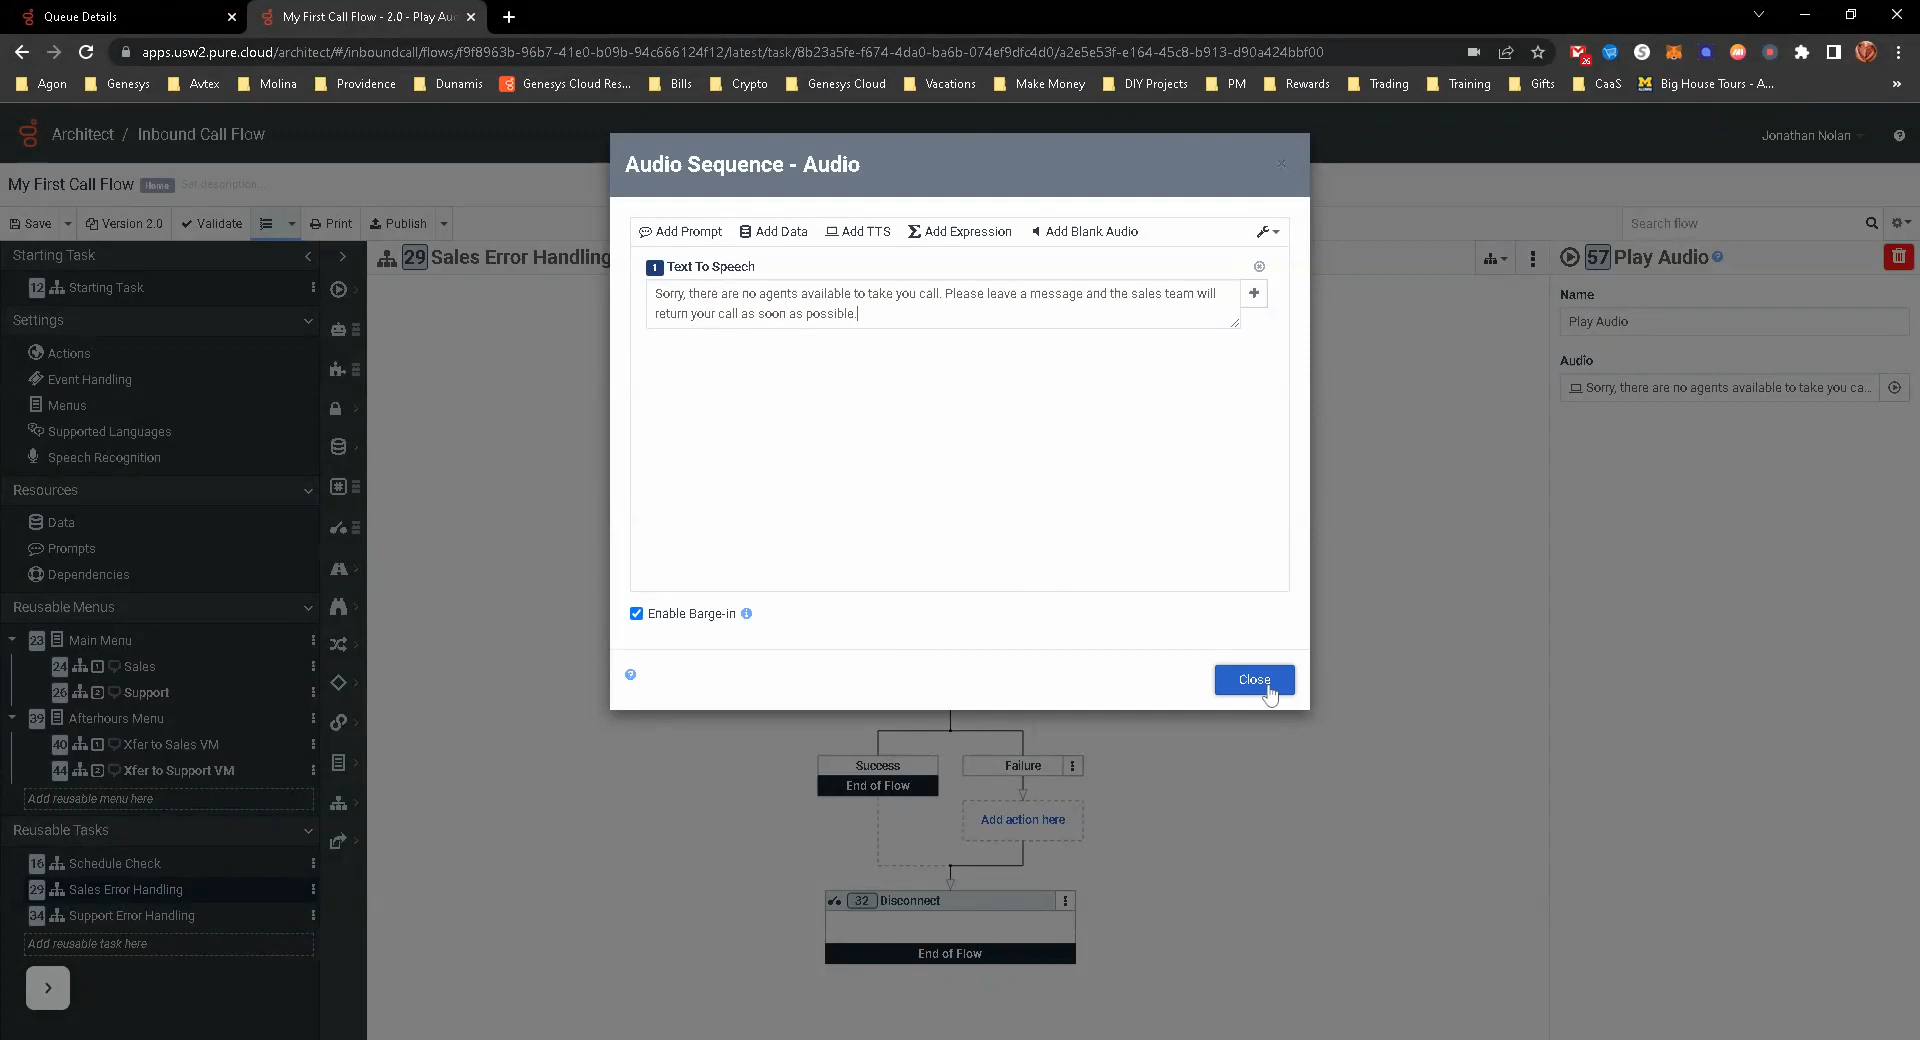 Queue Details
My First Call Flow - 2.0 - Play Au
apps.usw2.pure.cloud/architect/#/inboundcall/flows/f9f8963b-96b7-41e0-b09b-94c666124f12/latest/task/8b23a5fe-f674-4da0-ba6b-074ef9dfc4d0/a2e5e53f-e164-45c8-b913-d90a424bbf00
26
Agon
Genesys
Avtex
Molina
Providence
Dunamis
Genesys Cloud Res...
Bills
Crypto
Genesys Cloud
Vacations
Make Money
DIY Projects
PM
Rewards
Trading
Training
Gifts
CaaS
Big House Tours - A...
Architect / Inbound Call Flow
Jonathan Nolan
My First Call Flow Home Set description...
Save
Version 2.0
Validate
Print
Publish
Search flow
Starting Task
12 Starting Task
Settings
Actions
Event Handling
Menus
Supported Languages
Speech Recognition
Resources
Data
Prompts
Dependencies
Reusable Menus
23 Main Menu
24 1 Sales
26 2 Support
39 Afterhours Menu
40 1 Xfer to Sales VM
44 2 Xfer to Support VM
Add reusable menu here
Reusable Tasks
16 Schedule Check
29 Sales Error Handling
34 Support Error Handling
Add reusable task here
29 Sales Error Handling
Audio Sequence - Audio
Add Prompt
Add Data
Add TTS
Add Expression
Add Blank Audio
1 Text To Speech
Sorry, there are no agents available to take you call. Please leave a message and the sales team will
return your call as soon as possible.
Enable Barge-in
Close
Success
End of Flow
Failure
Add action here
32 Disconnect
End of Flow
57 Play Audio
Name
Play Audio
Audio
Sorry, there are no agents available to take you ca...